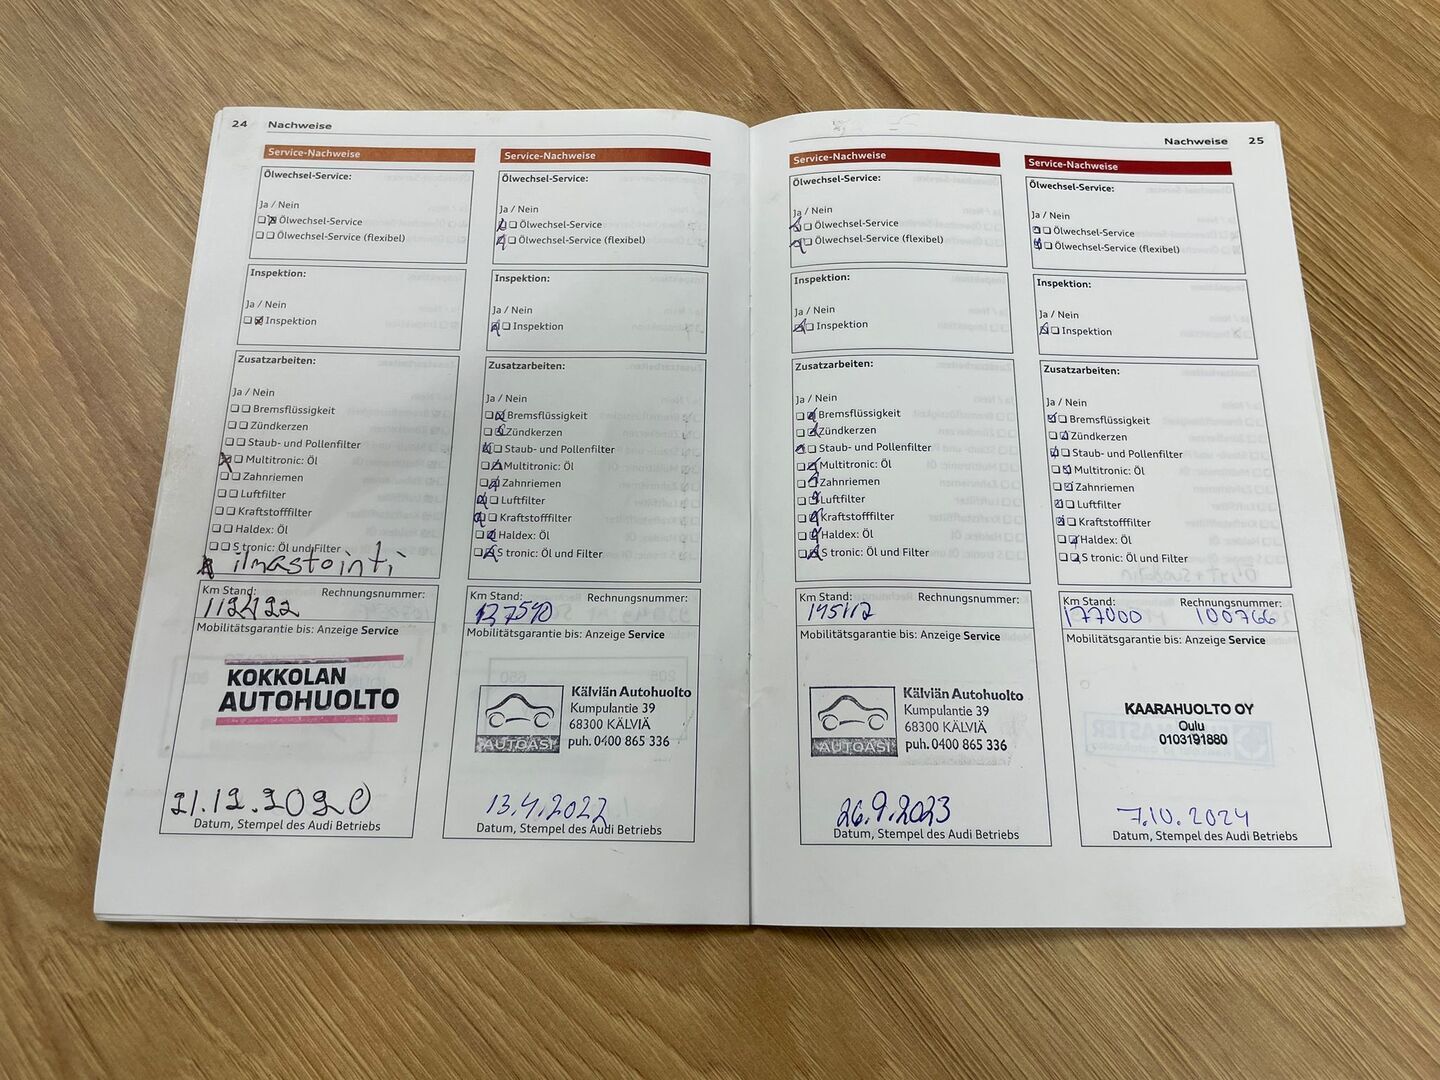 24 Nachweise
Service-Nachweise
Ölwechsel-Service:
Ja / Nein
Ölwechsel-Service
Ölwechsel-Service (flexibel)
Inspektion:
Ja / Nein
Inspektion
Zusatzarbeiten:
Ja / Nein
Bremsflüssigkeit
Zündkerzen
Staub- und Pollenfilter
Multitronic: Öl
Zahnriemen
Luftfilter
Kraftstofffilter
Haldex: Öl
S tronic: Öl und Filter
ilmastointi
Km Stand: Rechnungsnummer:
Mobilitätsgarantie bis: Anzeige Service
KOKKOLAN
AUTOHUOLTO
21.12.2020
Datum, Stempel des Audi Betriebs
Service-Nachweise
Ölwechsel-Service:
Ja / Nein
Ölwechsel-Service
Ölwechsel-Service (flexibel)
Inspektion:
Ja / Nein
Inspektion
Zusatzarbeiten:
Ja / Nein
Bremsflüssigkeit
Zündkerzen
Staub- und Pollenfilter
Multitronic: Öl
Zahnriemen
Luftfilter
Kraftstofffilter
Haldex: Öl
S tronic: Öl und Filter
Km Stand: Rechnungsnummer:
137540
Mobilitätsgarantie bis: Anzeige Service
Kälviän Autohuolto
Kumpulantie 39
68300 KÄLVIÄ
AUTOASI puh. 0400 865 336
13.4.2022
Datum, Stempel des Audi Betriebs
Nachweise 25
Service-Nachweise
Ölwechsel-Service:
Ja / Nein
Ölwechsel-Service
Ölwechsel-Service (flexibel)
Inspektion:
Ja / Nein
Inspektion
Zusatzarbeiten:
Ja / Nein
Bremsflüssigkeit
Zündkerzen
Staub- und Pollenfilter
Multitronic: Öl
Zahnriemen
Luftfilter
Kraftstofffilter
Haldex: Öl
S tronic: Öl und Filter
Km Stand: Rechnungsnummer:
Mobilitätsgarantie bis: Anzeige Service
Kälviän Autohuolto
Kumpulantie 39
68300 KÄLVIÄ
AUTOASI puh. 0400 865 336
26.9.2023
Datum, Stempel des Audi Betriebs
Service-Nachweise
Ölwechsel-Service:
Ja / Nein
Ölwechsel-Service
Ölwechsel-Service (flexibel)
Inspektion:
Ja / Nein
Inspektion
Zusatzarbeiten:
Ja / Nein
Bremsflüssigkeit
Zündkerzen
Staub- und Pollenfilter
Multitronic: Öl
Zahnriemen
Luftfilter
Kraftstofffilter
Haldex: Öl
S tronic: Öl und Filter
Km Stand: Rechnungsnummer:
177000 100766
Mobilitätsgarantie bis: Anzeige Service
KAARAHUOLTO OY
Oulu
0103191880
7.10.2024
Datum, Stempel des Audi Betriebs